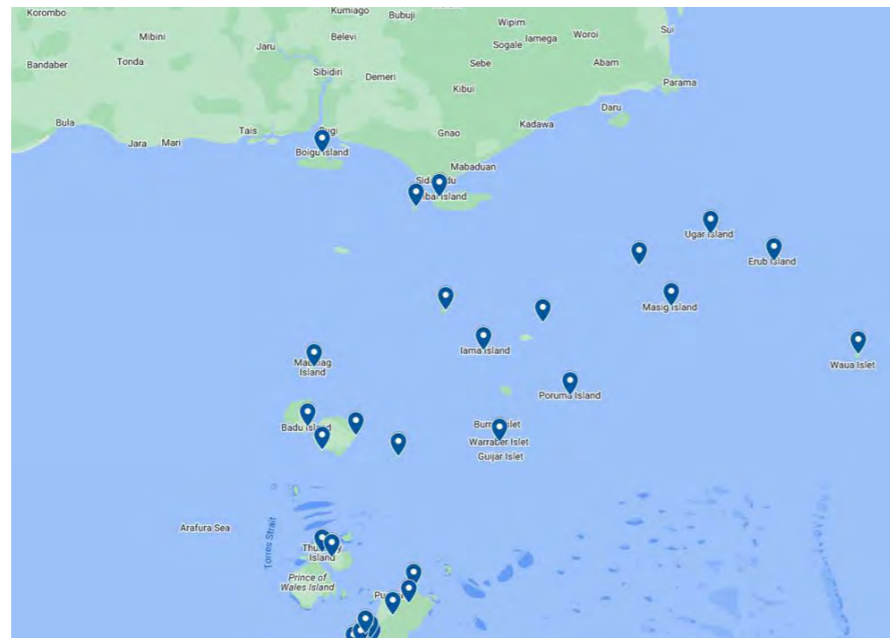 Korombo
Kumiago
Bubuji
Wipim
Sui
Mibini
Belevi
Iamega
Woroi
Jaru
Sogale
Bandaber
Tonda
Sibidiri
Demeri
Sebe
Abam
Kibui
Parama
Daru
Bula
Tais
Gnao
Kadawa
Jara
Mari
Boigu Island
Mabaduan
Ugar Island
Erub Island
Masig Island
Iama Island
Waua Islet
Island
Poruma Island
Badu Island
Warraber Islet
Guijar Islet
Arafura Sea
Torres Strait
Island
Prince of
Wales Island